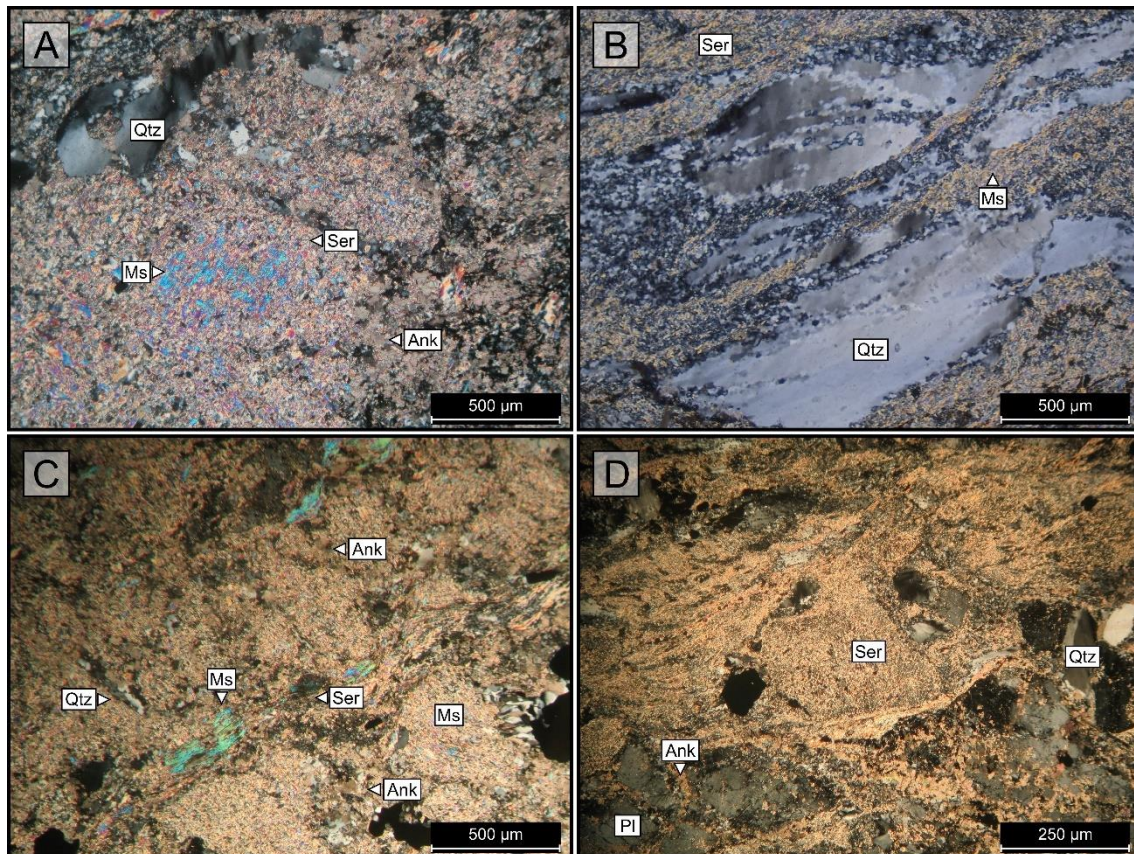 A
Qtz
Ser
Ms
Ank
500 µm
B
Ser
Ms
Qtz
500 µm
C
Ank
Ms
Qtz
Ser
Ms
Ank
500 µm
D
Ser
Qtz
Ank
Pl
250 µm